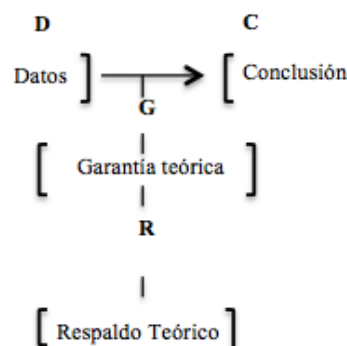 D C
Datos Conclusión
G
Garantía teórica
R
Respaldo Teórico